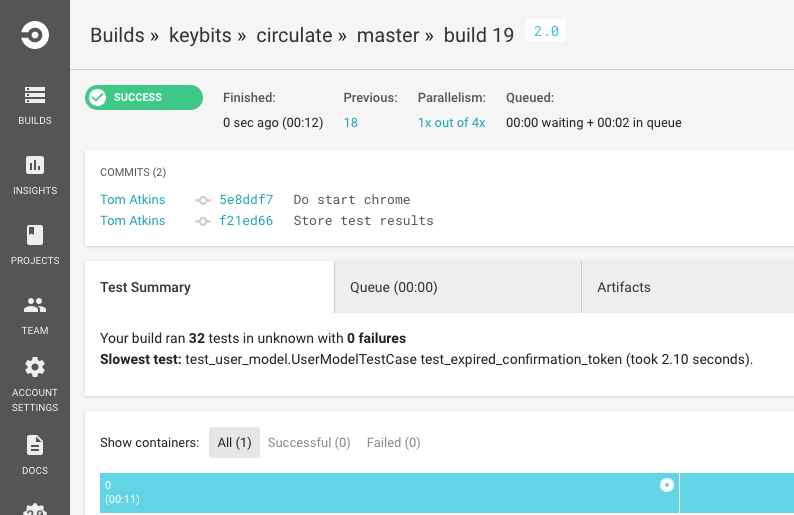 Builds » keybits » circulate » master » build 19 2.0
SUCCESS
Finished: Previous: Parallelism: Queued:
0 sec ago (00:12) 18 1x out of 4x 00:00 waiting + 00:02 in queue
COMMITS (2)
Tom Atkins 5e8ddf7 Do start chrome
Tom Atkins f21ed66 Store test results
Test Summary Queue (00:00) Artifacts
Your build ran 32 tests in unknown with 0 failures
Slowest test: test_user_model.UserModelTestCase test_expired_confirmation_token (took 2.10 seconds).
Show containers: All (1) Successful (0) Failed (0)
0
(00:11)
BUILDS
INSIGHTS
PROJECTS
TEAM
ACCOUNT
SETTINGS
DOCS
2.0